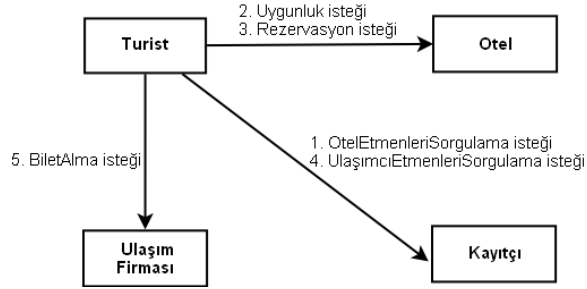 2. Uygunluk isteği
3. Rezervasyon isteği
Turist
Otel
1. OtelEtmenleriSorgulama isteği
4. UlaşımcıEtmenleriSorgulama isteği
5. BiletAlma isteği
Ulaşım
Firması
Kayıtçı